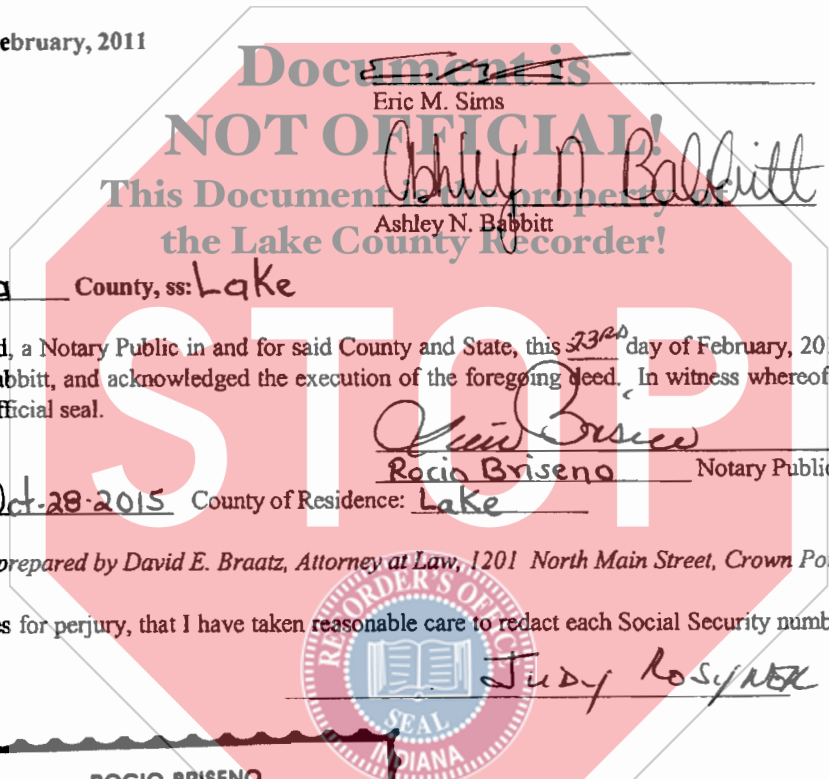 ebruary, 2011
Document is
Eric M. Sims
NOT OFFICIAL!
Ashley N Babbitt
This Document is the property of
Ashley N. Babbitt
the Lake County Recorder!
County, ss: Lake
, a Notary Public in and for said County and State, this 23RD day of February, 20
abbitt, and acknowledged the execution of the foregoing deed. In witness whereof
fficial seal.
STOP
Rocio Briseno Notary Public
Oct-28-2015 County of Residence: Lake
prepared by David E. Braatz, Attorney at Law, 1201 North Main Street, Crown Po
es for perjury, that I have taken reasonable care to redact each Social Security numb
RECORDER'S OFFICE
Judy Rosynek
SEAL
INDIANA
ROCIO BRISENO